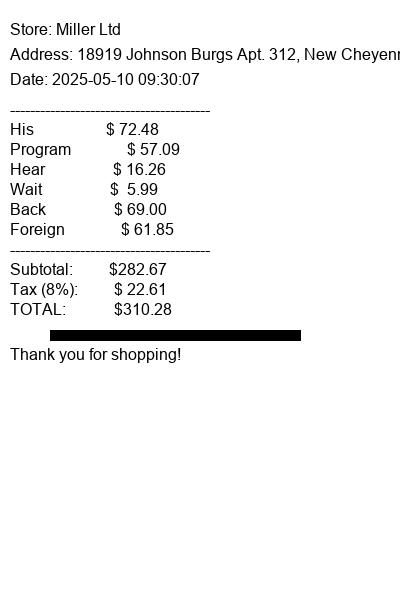 Store: Miller Ltd
Address: 18919 Johnson Burgs Apt. 312, New
Date: 2025-05-10 09:30:07
----------------------------------------
His $ 72.48
Program $ 57.09
Hear $ 16.26
Wait $ 5.99
Back $ 69.00
Foreign $ 61.85
----------------------------------------
Subtotal: $282.67
Tax (8%): $ 22.61
TOTAL: $310.28
Thank you for shopping!